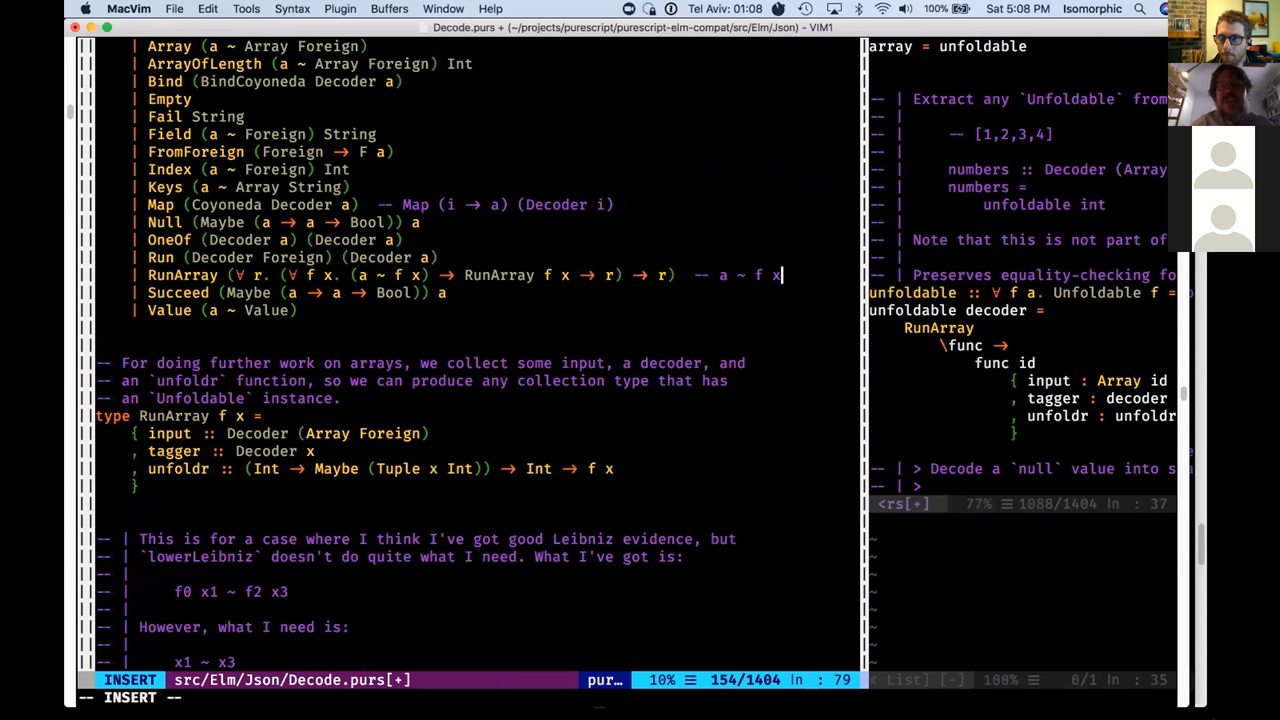 MacVim File Edit Tools Syntax Plugin Buffers Window Help Tel Aviv: 01:08 100% Sat 5:08 PM Isomorphic
Decode.purs + (~/projects/purescript/purescript-elm-compat/src/Elm/Json) - VIM1
| Array (a ~ Array Foreign)
| ArrayOfLength (a ~ Array Foreign) Int
| Bind (BindCoyoneda Decoder a)
| Empty
| Fail String
| Field (a ~ Foreign) String
| FromForeign (Foreign → F a)
| Index (a ~ Foreign) Int
| Keys (a ~ Array String)
| Map (Coyoneda Decoder a) -- Map (i → a) (Decoder i)
| Null (Maybe (a → a → Bool)) a
| OneOf (Decoder a) (Decoder a)
| Run (Decoder Foreign) (Decoder a)
| RunArray (∀ r. (∀ f x. (a ~ f x) → RunArray f x → r) → r) -- a ~ f x
| Succeed (Maybe (a → a → Bool)) a
| Value (a ~ Value)
-- For doing further work on arrays, we collect some input, a decoder, and
-- an `unfoldr` function, so we can produce any collection type that has
-- an `Unfoldable` instance.
type RunArray f x =
{ input :: Decoder (Array Foreign)
, tagger :: Decoder x
, unfoldr :: (Int → Maybe (Tuple x Int)) → Int → f x
}
-- | This is for a case where I think I've got good Leibniz evidence, but
-- | `lowerLeibniz` doesn't do quite what I need. What I've got is:
-- |
-- | f0 x1 ~ f2 x3
-- |
-- | However, what I need is:
-- |
-- | x1 ~ x3
INSERT src/Elm/Json/Decode.purs[+] pur… 10% ☰ 154/1404 ln : 79
-- INSERT --
array = unfoldable
-- | Extract any `Unfoldable` from
-- |
-- | -- [1,2,3,4]
-- |
-- | numbers :: Decoder (Array
-- | numbers =
-- | unfoldable int
-- |
-- | Note that this is not part of
-- |
-- | Preserves equality-checking fo
unfoldable :: ∀ f a. Unfoldable f =
unfoldable decoder =
RunArray
\func →
func id
{ input : Array id
, tagger : decoder
, unfoldr : unfoldr
}
-- | > Decode a `null` value into s
-- | >
<rs[+] 77% ☰ 1088/1404 ln : 37
~
~
~
~
~
~
~
~
< List] [-] 100% ☰ 0/1 ln : 35